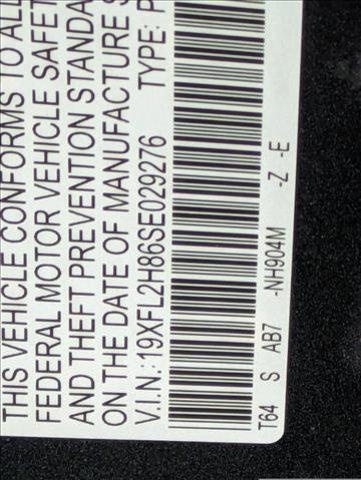 THIS VEHICLE CONFORMS TO ALL
FEDERAL MOTOR VEHICLE SAFET
AND THEFT PREVENTION STANDA
ON THE DATE OF MANUFACTURE S
V.I.N.: 19XFL2H86SE029276 TYPE: P
T64 S AB7 -NH904M -Z -E